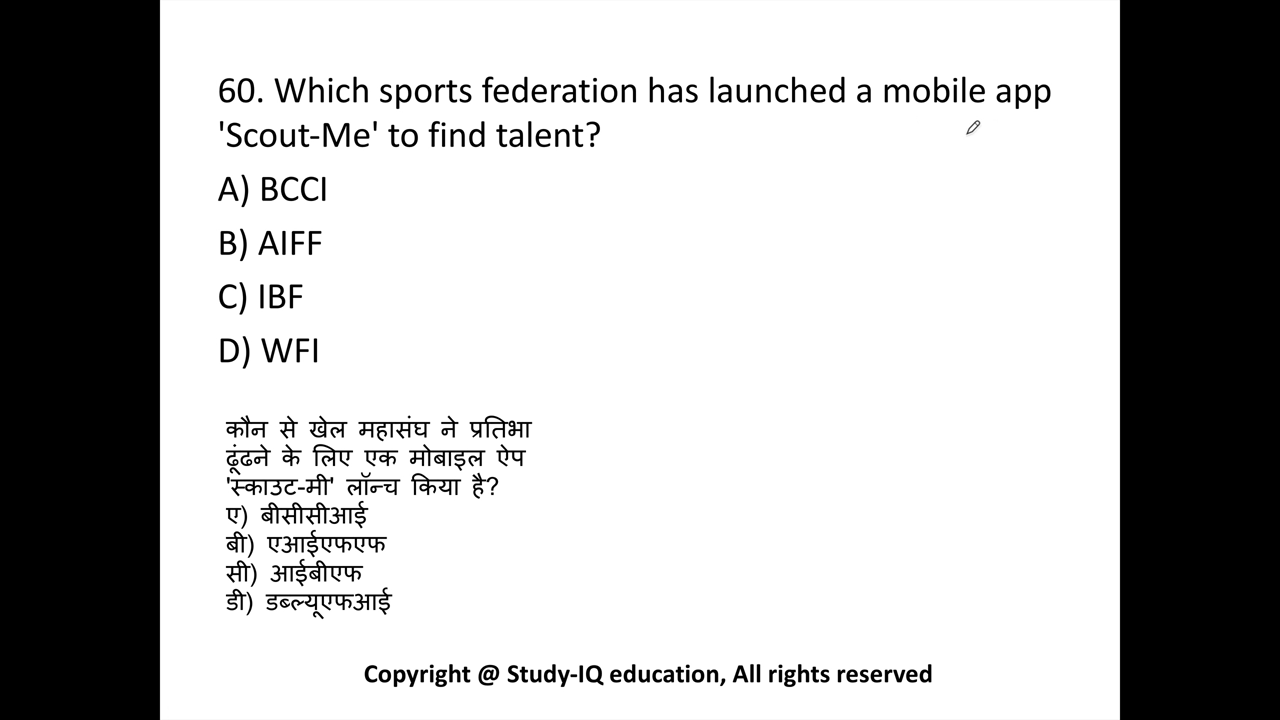 60. Which sports federation has launched a mobile app
'Scout-Me' to find talent?
A) BCCI
B) AIFF
C) IBF
D) WFI
कौन से खेल महासंघ ने प्रतिभा
ढूंढने के लिए एक मोबाइल ऐप
'स्काउट-मी' लॉन्च किया है?
ए) बीसीसीआई
बी) एआईएफएफ
सी) आईबीएफ
डी) डब्ल्यूएफआई
Copyright @ Study-IQ education, All rights reserved